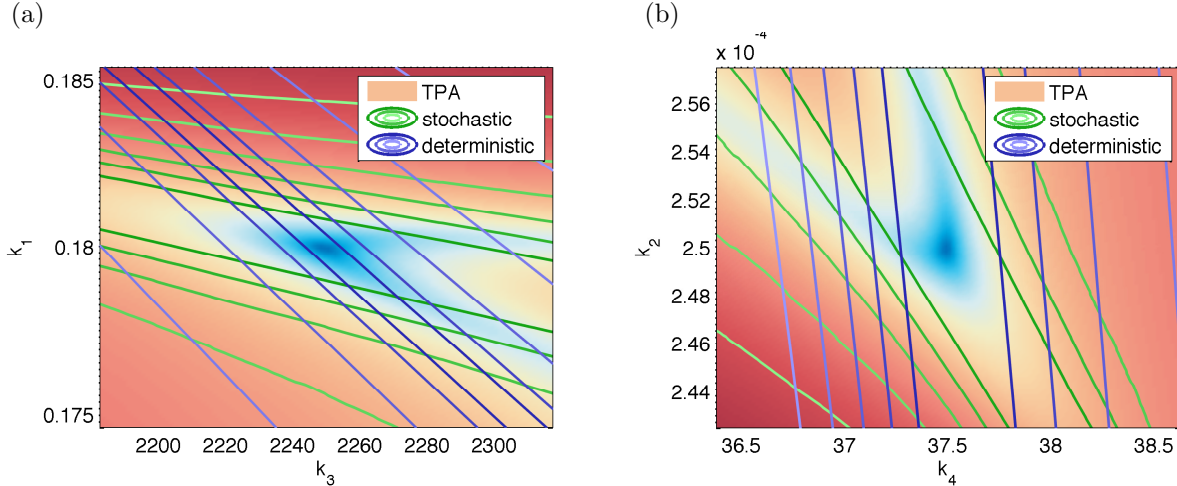 (a)
0.185
k1
0.18
0.175
2200 2220 2240 2260 2280 2300
k3
TPA
stochastic
deterministic
(b)
x 10^-4
2.56
2.54
2.52
k2
2.5
2.48
2.46
2.44
36.5 37 37.5 38 38.5
k4
TPA
stochastic
deterministic